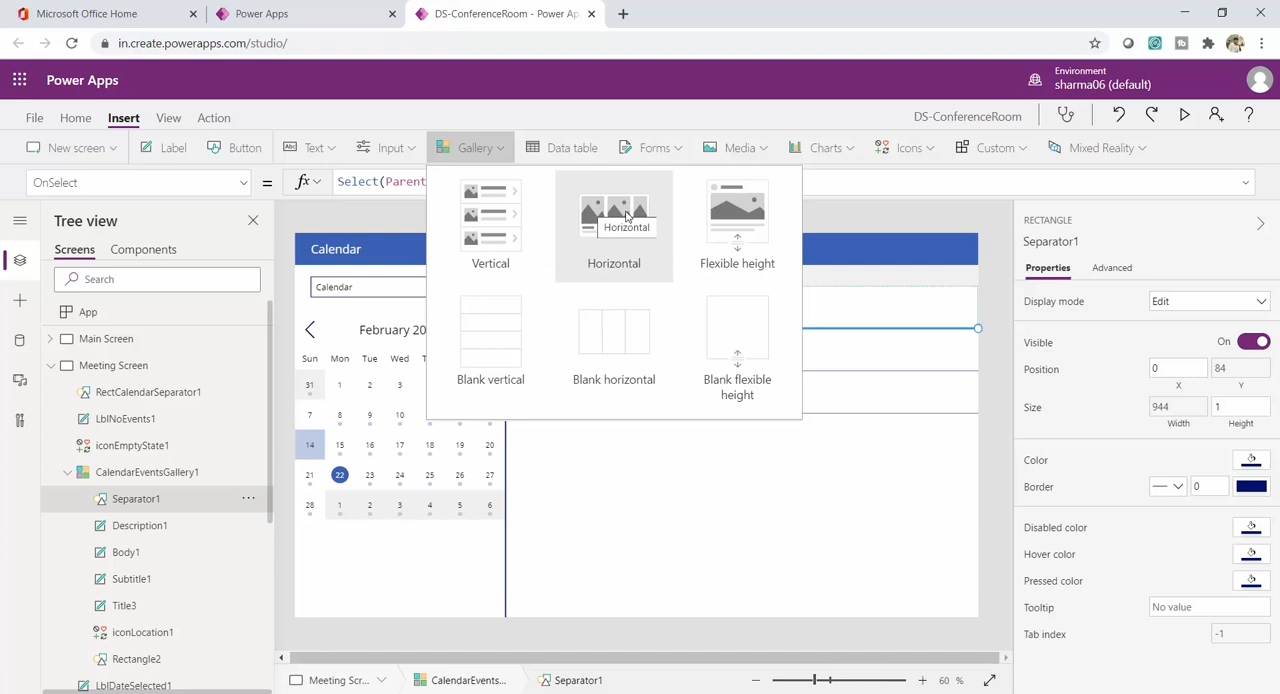 Microsoft Office Home
Power Apps
DS-ConferenceRoom - Power Ap
in.create.powerapps.com/studio/
Power Apps
Environment
sharma06 (default)
File Home Insert View Action
DS-ConferenceRoom
New screen Label Button Text Input Gallery Data table Forms Media Charts Icons Custom Mixed Reality
OnSelect = fx Select(Parent
Tree view
Screens Components
Search
App
Main Screen
Meeting Screen
RectCalendarSeparator1
LblNoEvents1
iconEmptyState1
CalendarEventsGallery1
Separator1
Description1
Body1
Subtitle1
Title3
iconLocation1
Rectangle2
LblDateSelected1
Vertical
Horizontal
Horizontal
Flexible height
Blank vertical
Blank horizontal
Blank flexible
height
Calendar
Calendar
February 20
Sun Mon Tue Wed
31 1 2 3
7 8 9 10 11 12 13
14 15 16 17 18 19 20
21 22 23 24 25 26 27
28 1 2 3 4 5 6
Meeting Scr... CalendarEvents... Separator1
60 %
RECTANGLE
Separator1
Properties Advanced
Display mode Edit
Visible On
Position 0 84
X Y
Size 944 1
Width Height
Color
Border 0
Disabled color
Hover color
Pressed color
Tooltip No value
Tab index -1